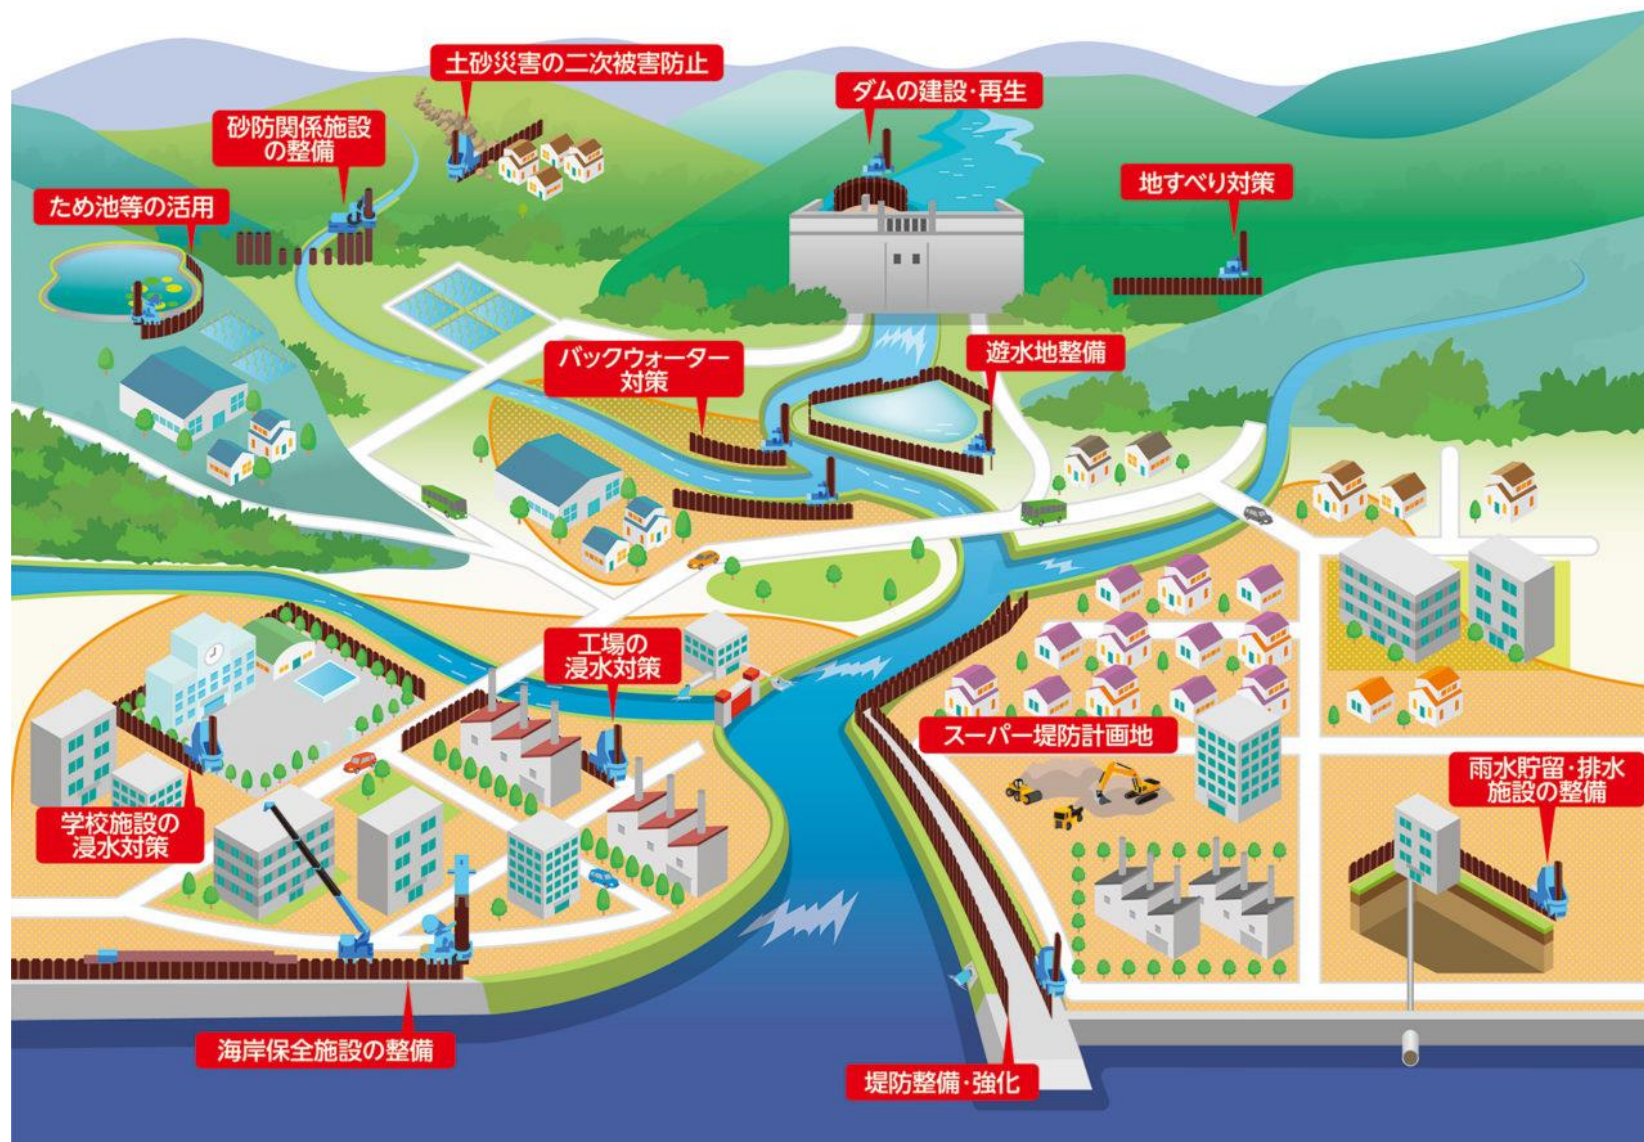 土砂災害の二次被害防止
ダムの建設・再生
砂防関係施設
の整備
地すべり対策
ため池等の活用
バックウォーター
対策
遊水地整備
工場の
浸水対策
スーパー堤防計画地
雨水貯留・排水
施設の整備
学校施設の
浸水対策
海岸保全施設の整備
堤防整備・強化